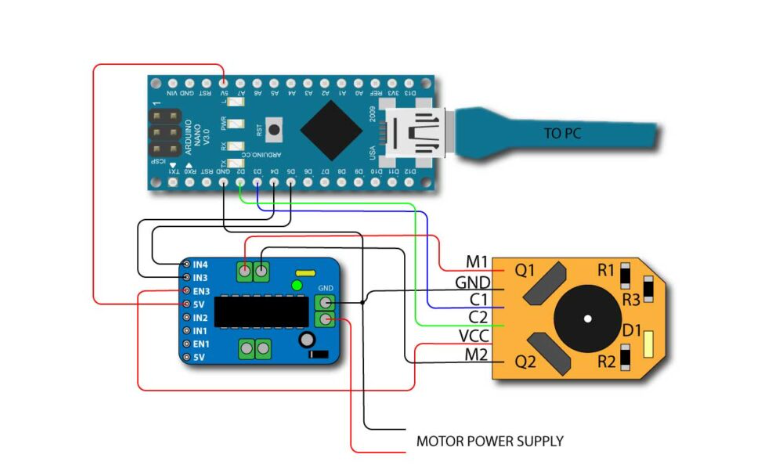 VIN GND RST 5V A7 A6 A5 A4 A3 A2 A1 A0 REF 3V3 D13
1
L
PWR
RX
TX
RST
ARDUINO
NANO
V3.0
ICSP
ARDUINO.CC
2009
USA
TO PC
TX1 RX0 RST GND D2 D3 D4 D5 D6 D7 D8 D9 D10 D11 D12
IN4
IN3
EN3
5V
IN2
IN1
EN1
5V
GND
M1
GND
C1
C2
VCC
M2
Q1
R1
R3
D1
Q2
R2
MOTOR POWER SUPPLY